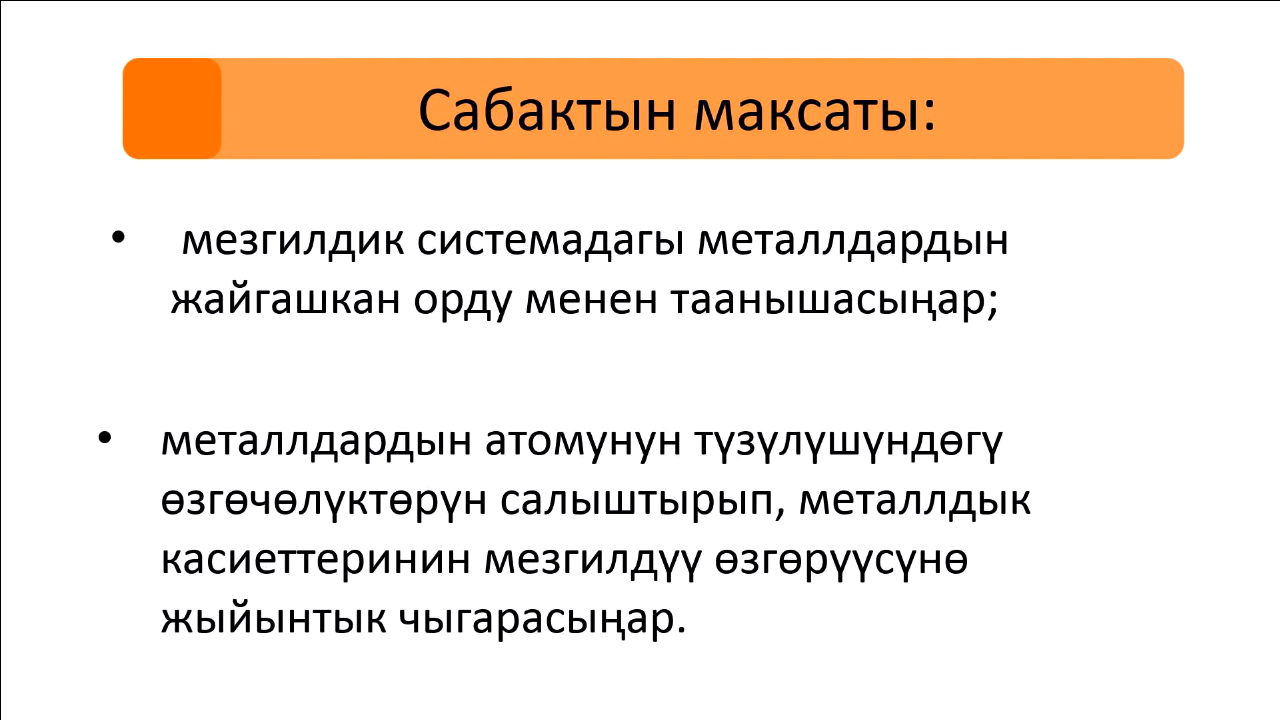 Сабактын максаты:
• мезгилдик системадагы металлдардын
жайгашкан орду менен таанышасыңар;
• металлдардын атомунун түзүлүшүндөгү
өзгөчөлүктөрүн салыштырып, металлдык
касиеттеринин мезгилдүү өзгөрүүсүнө
жыйынтык чыгарасыңар.